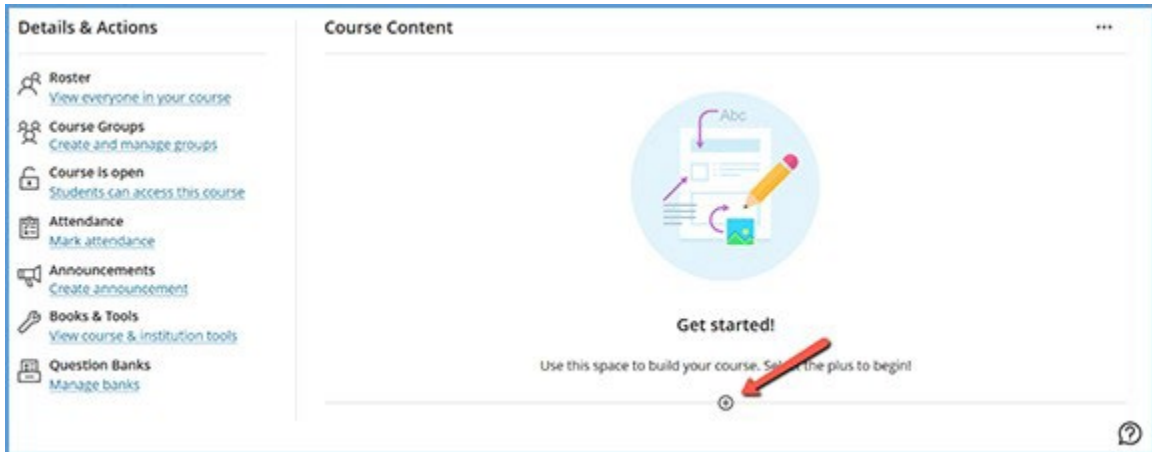 Details & Actions
Roster
View everyone in your course
Course Groups
Create and manage groups
Course is open
Students can access this course
Attendance
Mark attendance
Announcements
Create announcement
Books & Tools
View course & institution tools
Question Banks
Manage banks
Course Content
Abc
Get started!
Use this space to build your course. the plus to begin!